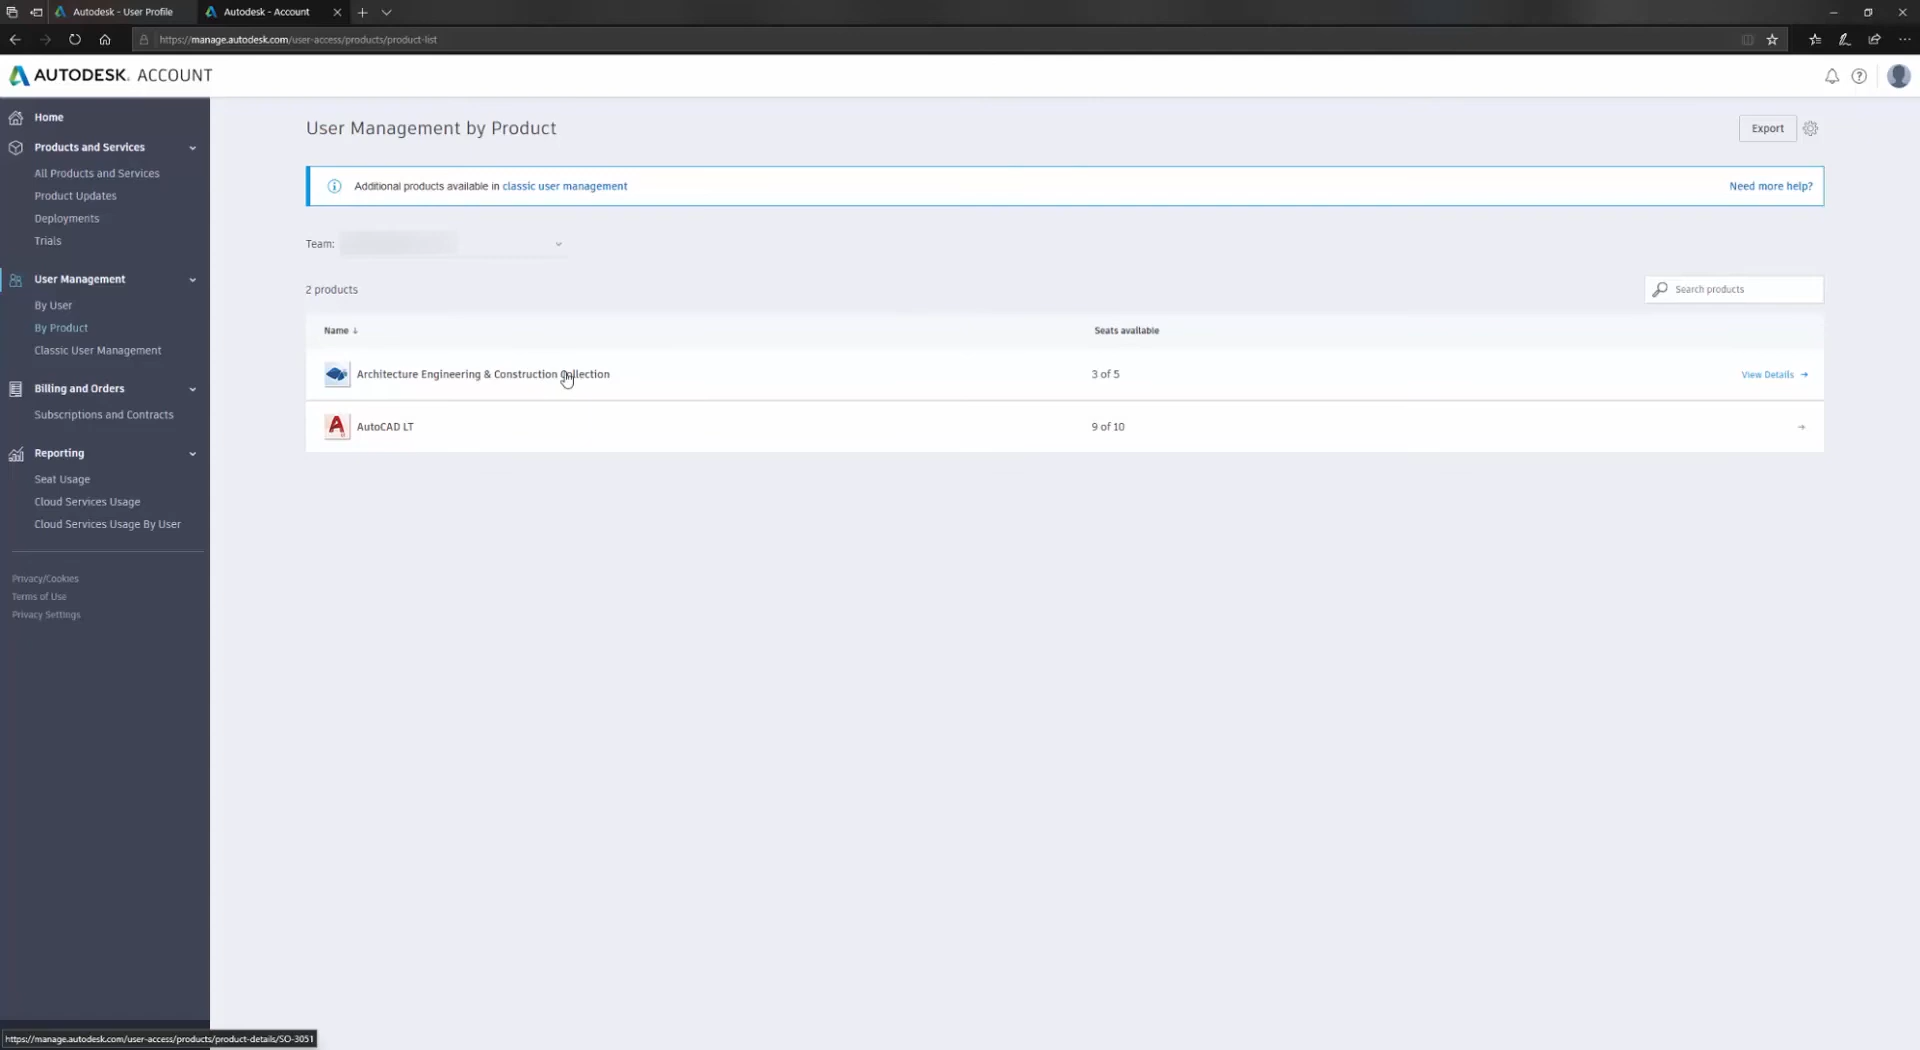 Autodesk - User Profile
Autodesk - Account
https://manage.autodesk.com/user-access/products/product-list
AUTODESK. ACCOUNT
Home
Products and Services
All Products and Services
Product Updates
Deployments
Trials
User Management
By User
By Product
Classic User Management
Billing and Orders
Subscriptions and Contracts
Reporting
Seat Usage
Cloud Services Usage
Cloud Services Usage By User
Privacy/Cookies
Terms of Use
Privacy Settings
User Management by Product
Export
Additional products available in classic user management
Need more help?
Team:
2 products
Search products
Name ↓
Seats available
Architecture Engineering & Construction Collection
3 of 5
View Details →
AutoCAD LT
9 of 10
→
https://manage.autodesk.com/user-access/products/product-details/SO-3051